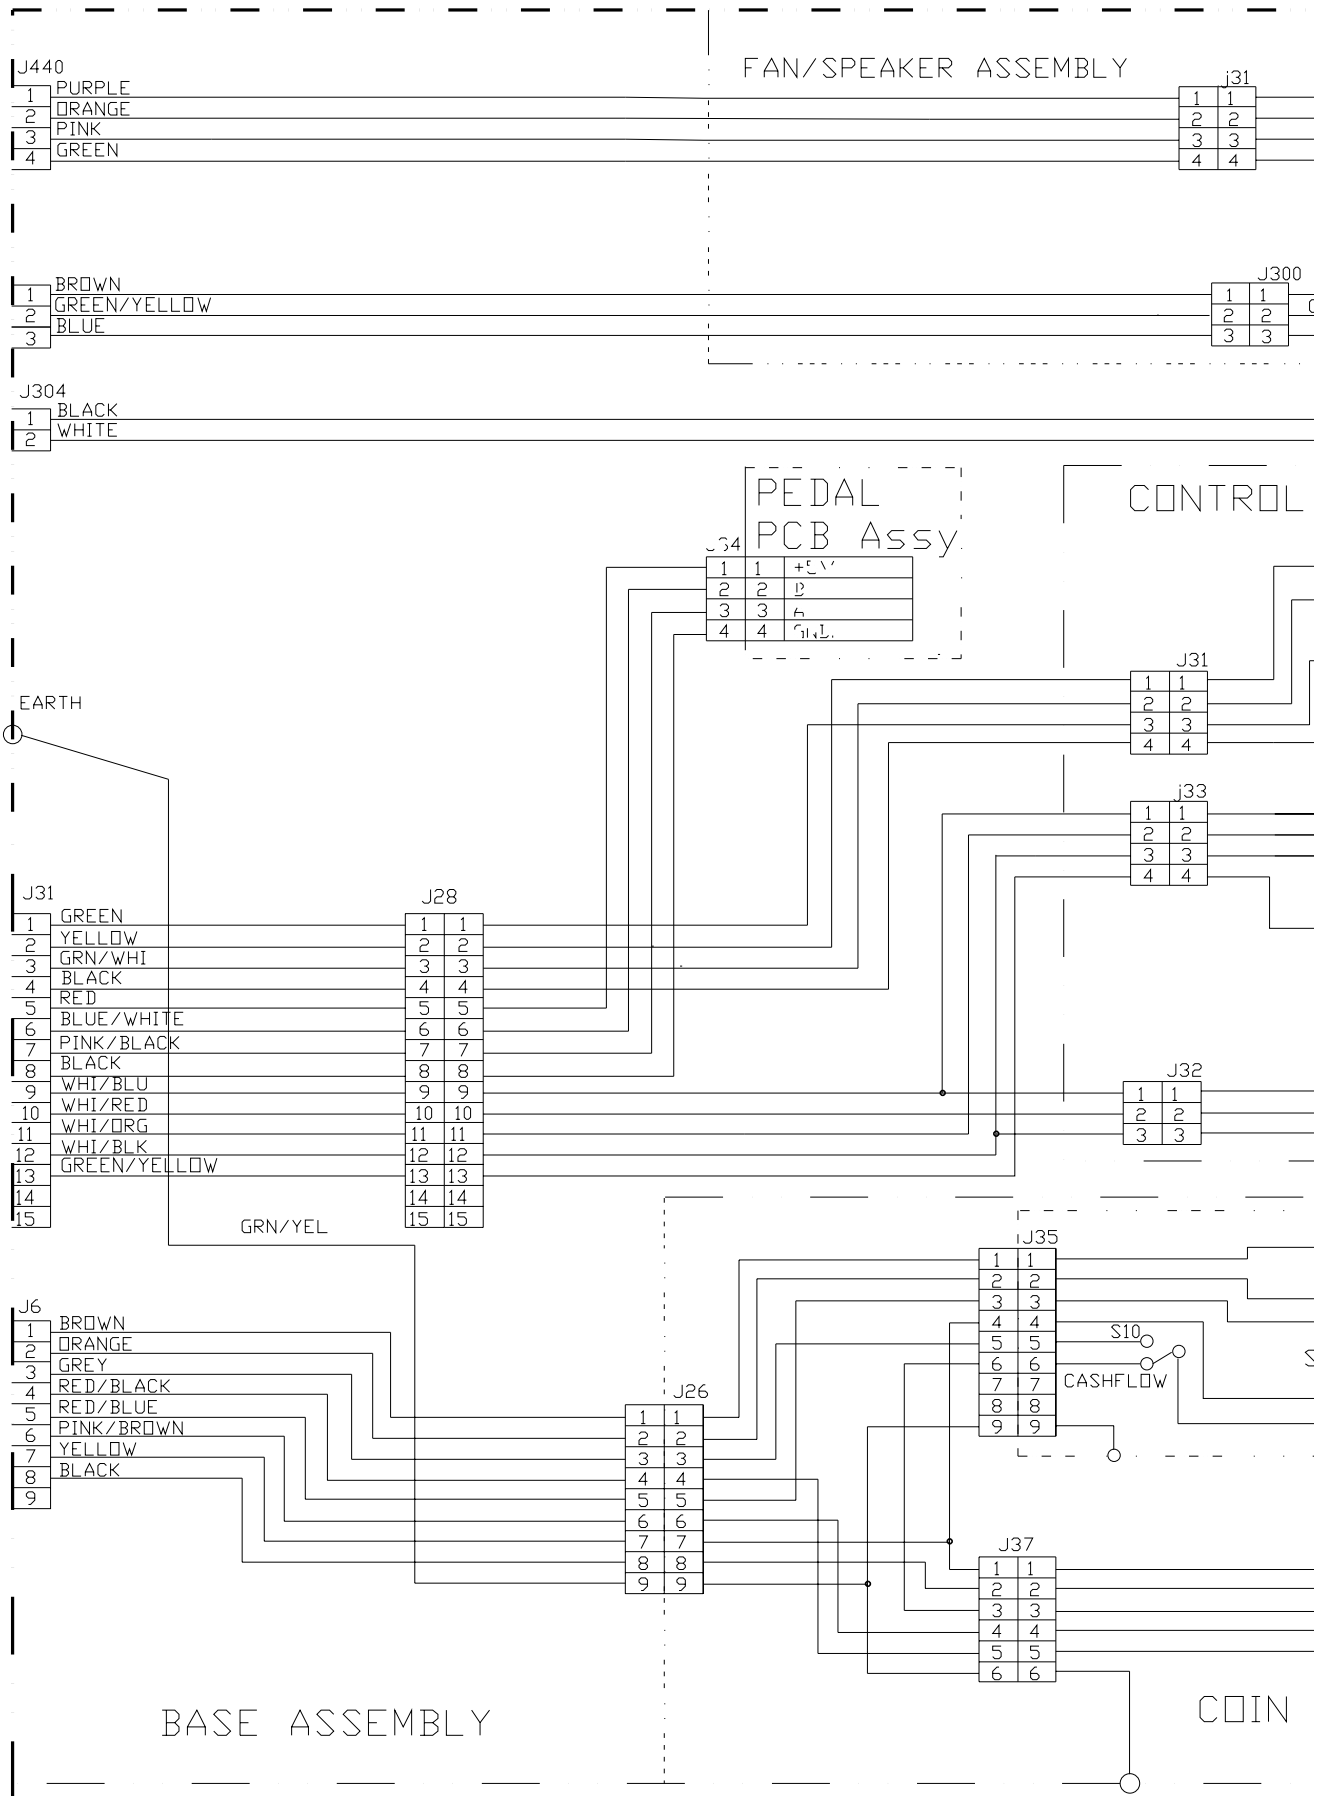 J440
FAN/SPEAKER ASSEMBLY
j31
1 PURPLE 1 1
2 ORANGE 2 2
3 PINK 3 3
4 GREEN 4 4
J300
1 BROWN 1 1
2 GREEN/YELLOW 2 2
3 BLUE 3 3
J304
1 BLACK
2 WHITE
PEDAL
PCB Assy
CONTROL
1 1
2 2 B
3 3 A
4 4
EARTH
J31
1 1
2 2
3 3
4 4
j33
1 1
2 2
3 3
4 4
J31 J28
1 GREEN 1 1
2 YELLOW 2 2
3 GRN/WHI 3 3
4 BLACK 4 4
5 RED 5 5
6 BLUE/WHITE 6 6
7 PINK/BLACK 7 7
8 BLACK 8 8
9 WHI/BLU 9 9
10 WHI/RED 10 10
11 WHI/ORG 11 11
12 WHI/BLK 12 12
13 GREEN/YELLOW 13 13
14 14 14
15 15 15
J32
1 1
2 2
3 3
GRN/YEL
J35
1 1
2 2
3 3
4 4
5 5 S10
6 6
7 7 CASHFLOW
8 8
9 9
J6
1 BROWN
2 ORANGE
3 GREY
4 RED/BLACK
5 RED/BLUE
6 PINK/BROWN
7 YELLOW
8 BLACK
9
J26
1 1
2 2
3 3
4 4
5 5
6 6
7 7
8 8
9 9
J37
1 1
2 2
3 3
4 4
5 5
6 6
BASE ASSEMBLY
COIN